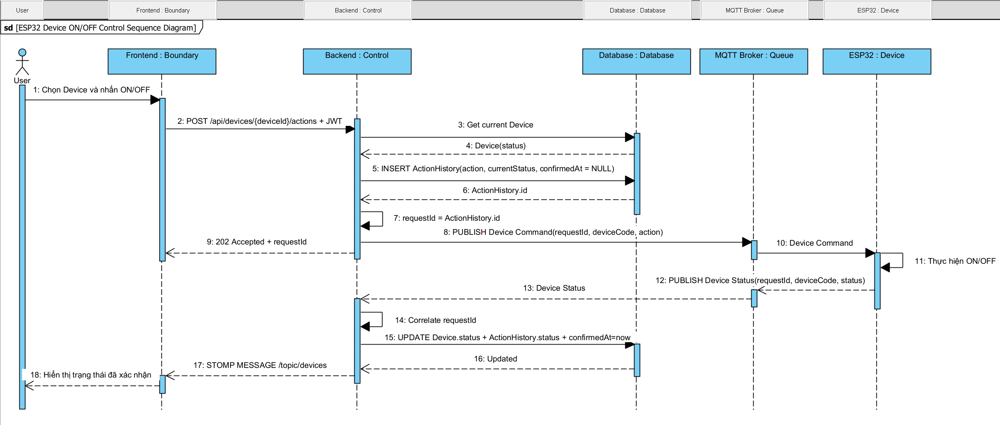 User
Frontend : Boundary
Backend : Control
Database : Database
MQTT Broker : Queue
ESP32 : Device
sd [ESP32 Device ON/OFF Control Sequence Diagram]
Frontend : Boundary
Backend : Control
Database : Database
MQTT Broker : Queue
ESP32 : Device
User
1: Chọn Device và nhấn ON/OFF
2: POST /api/devices/{deviceId}/actions + JWT
3: Get current Device
4: Device(status)
5: INSERT ActionHistory(action, currentStatus, confirmedAt = NULL)
6: ActionHistory.id
7: requestId = ActionHistory.id
8: PUBLISH Device Command(requestId, deviceCode, action)
9: 202 Accepted + requestId
10: Device Command
11: Thực hiện ON/OFF
12: PUBLISH Device Status(requestId, deviceCode, status)
13: Device Status
14: Correlate requestId
15: UPDATE Device.status + ActionHistory.status + confirmedAt=now
16: Updated
17: STOMP MESSAGE /topic/devices
18: Hiển thị trạng thái đã xác nhận